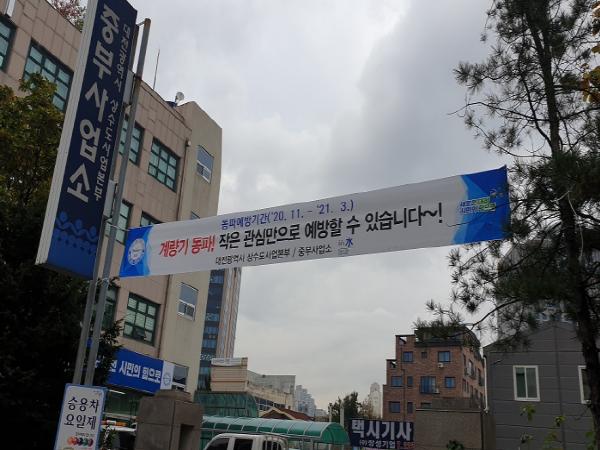 대전광역시 상수도사업본부
중부사업소
동파예방기간('20. 11. ~ '21. 3.)
계량기 동파! 작은 관심만으로 예방할 수 있습니다~!
대전광역시 상수도사업본부 / 중부사업소
시민의 힘으로
승용차
요일제
택시기사